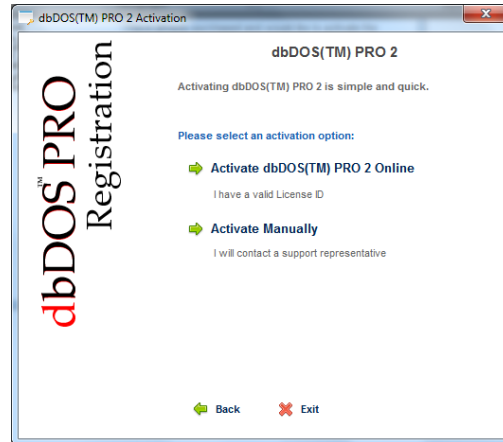 dbDOS(TM) PRO 2 Activation
dbDOS™ PRO
Registration
dbDOS(TM) PRO 2
Activating dbDOS(TM) PRO 2 is simple and quick.
Please select an activation option:
Activate dbDOS(TM) PRO 2 Online
I have a valid License ID
Activate Manually
I will contact a support representative
Back Exit